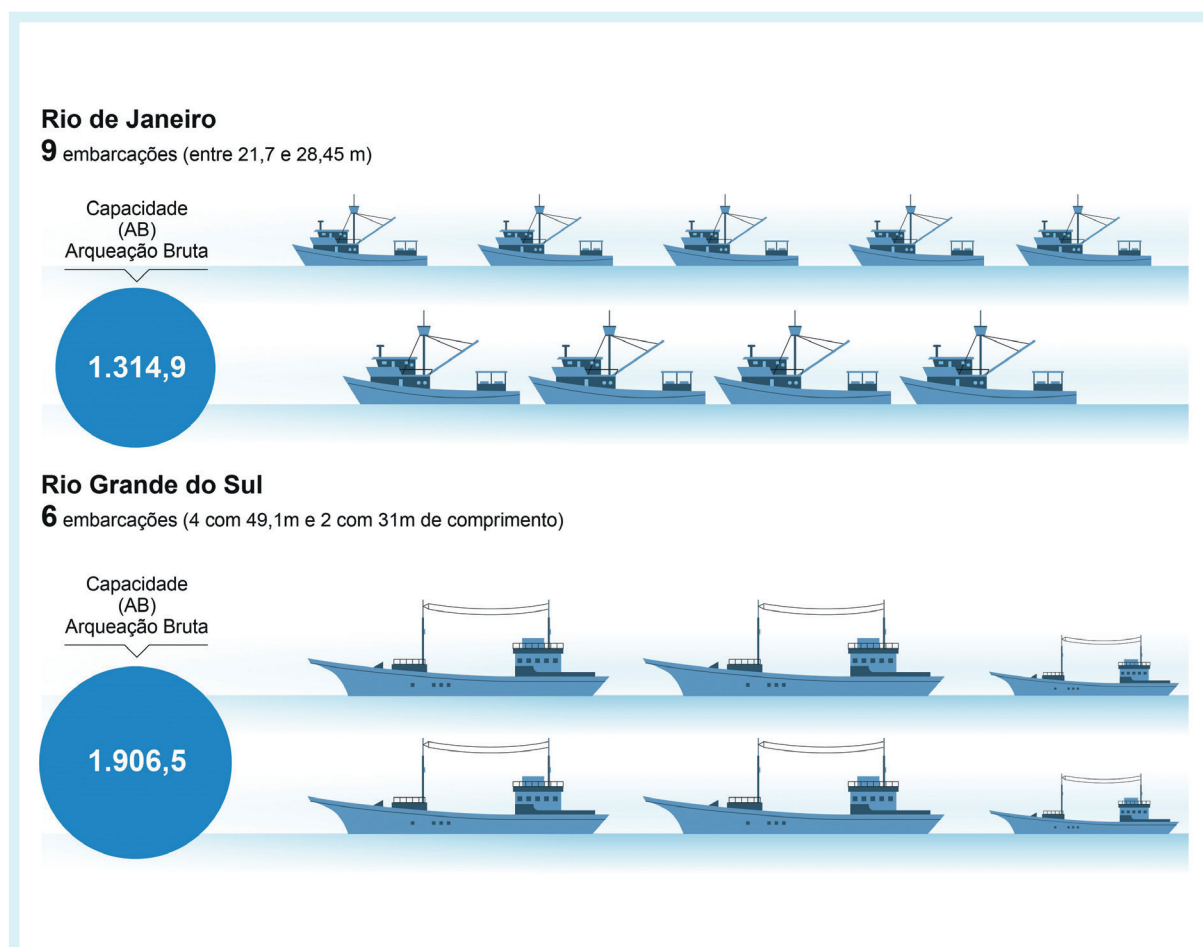 Rio de Janeiro
9 embarcações (entre 21,7 e 28,45 m)
Capacidade
(AB)
Arqueação Bruta
1.314,9
Rio Grande do Sul
6 embarcações (4 com 49,1m e 2 com 31m de comprimento)
Capacidade
(AB)
Arqueação Bruta
1.906,5